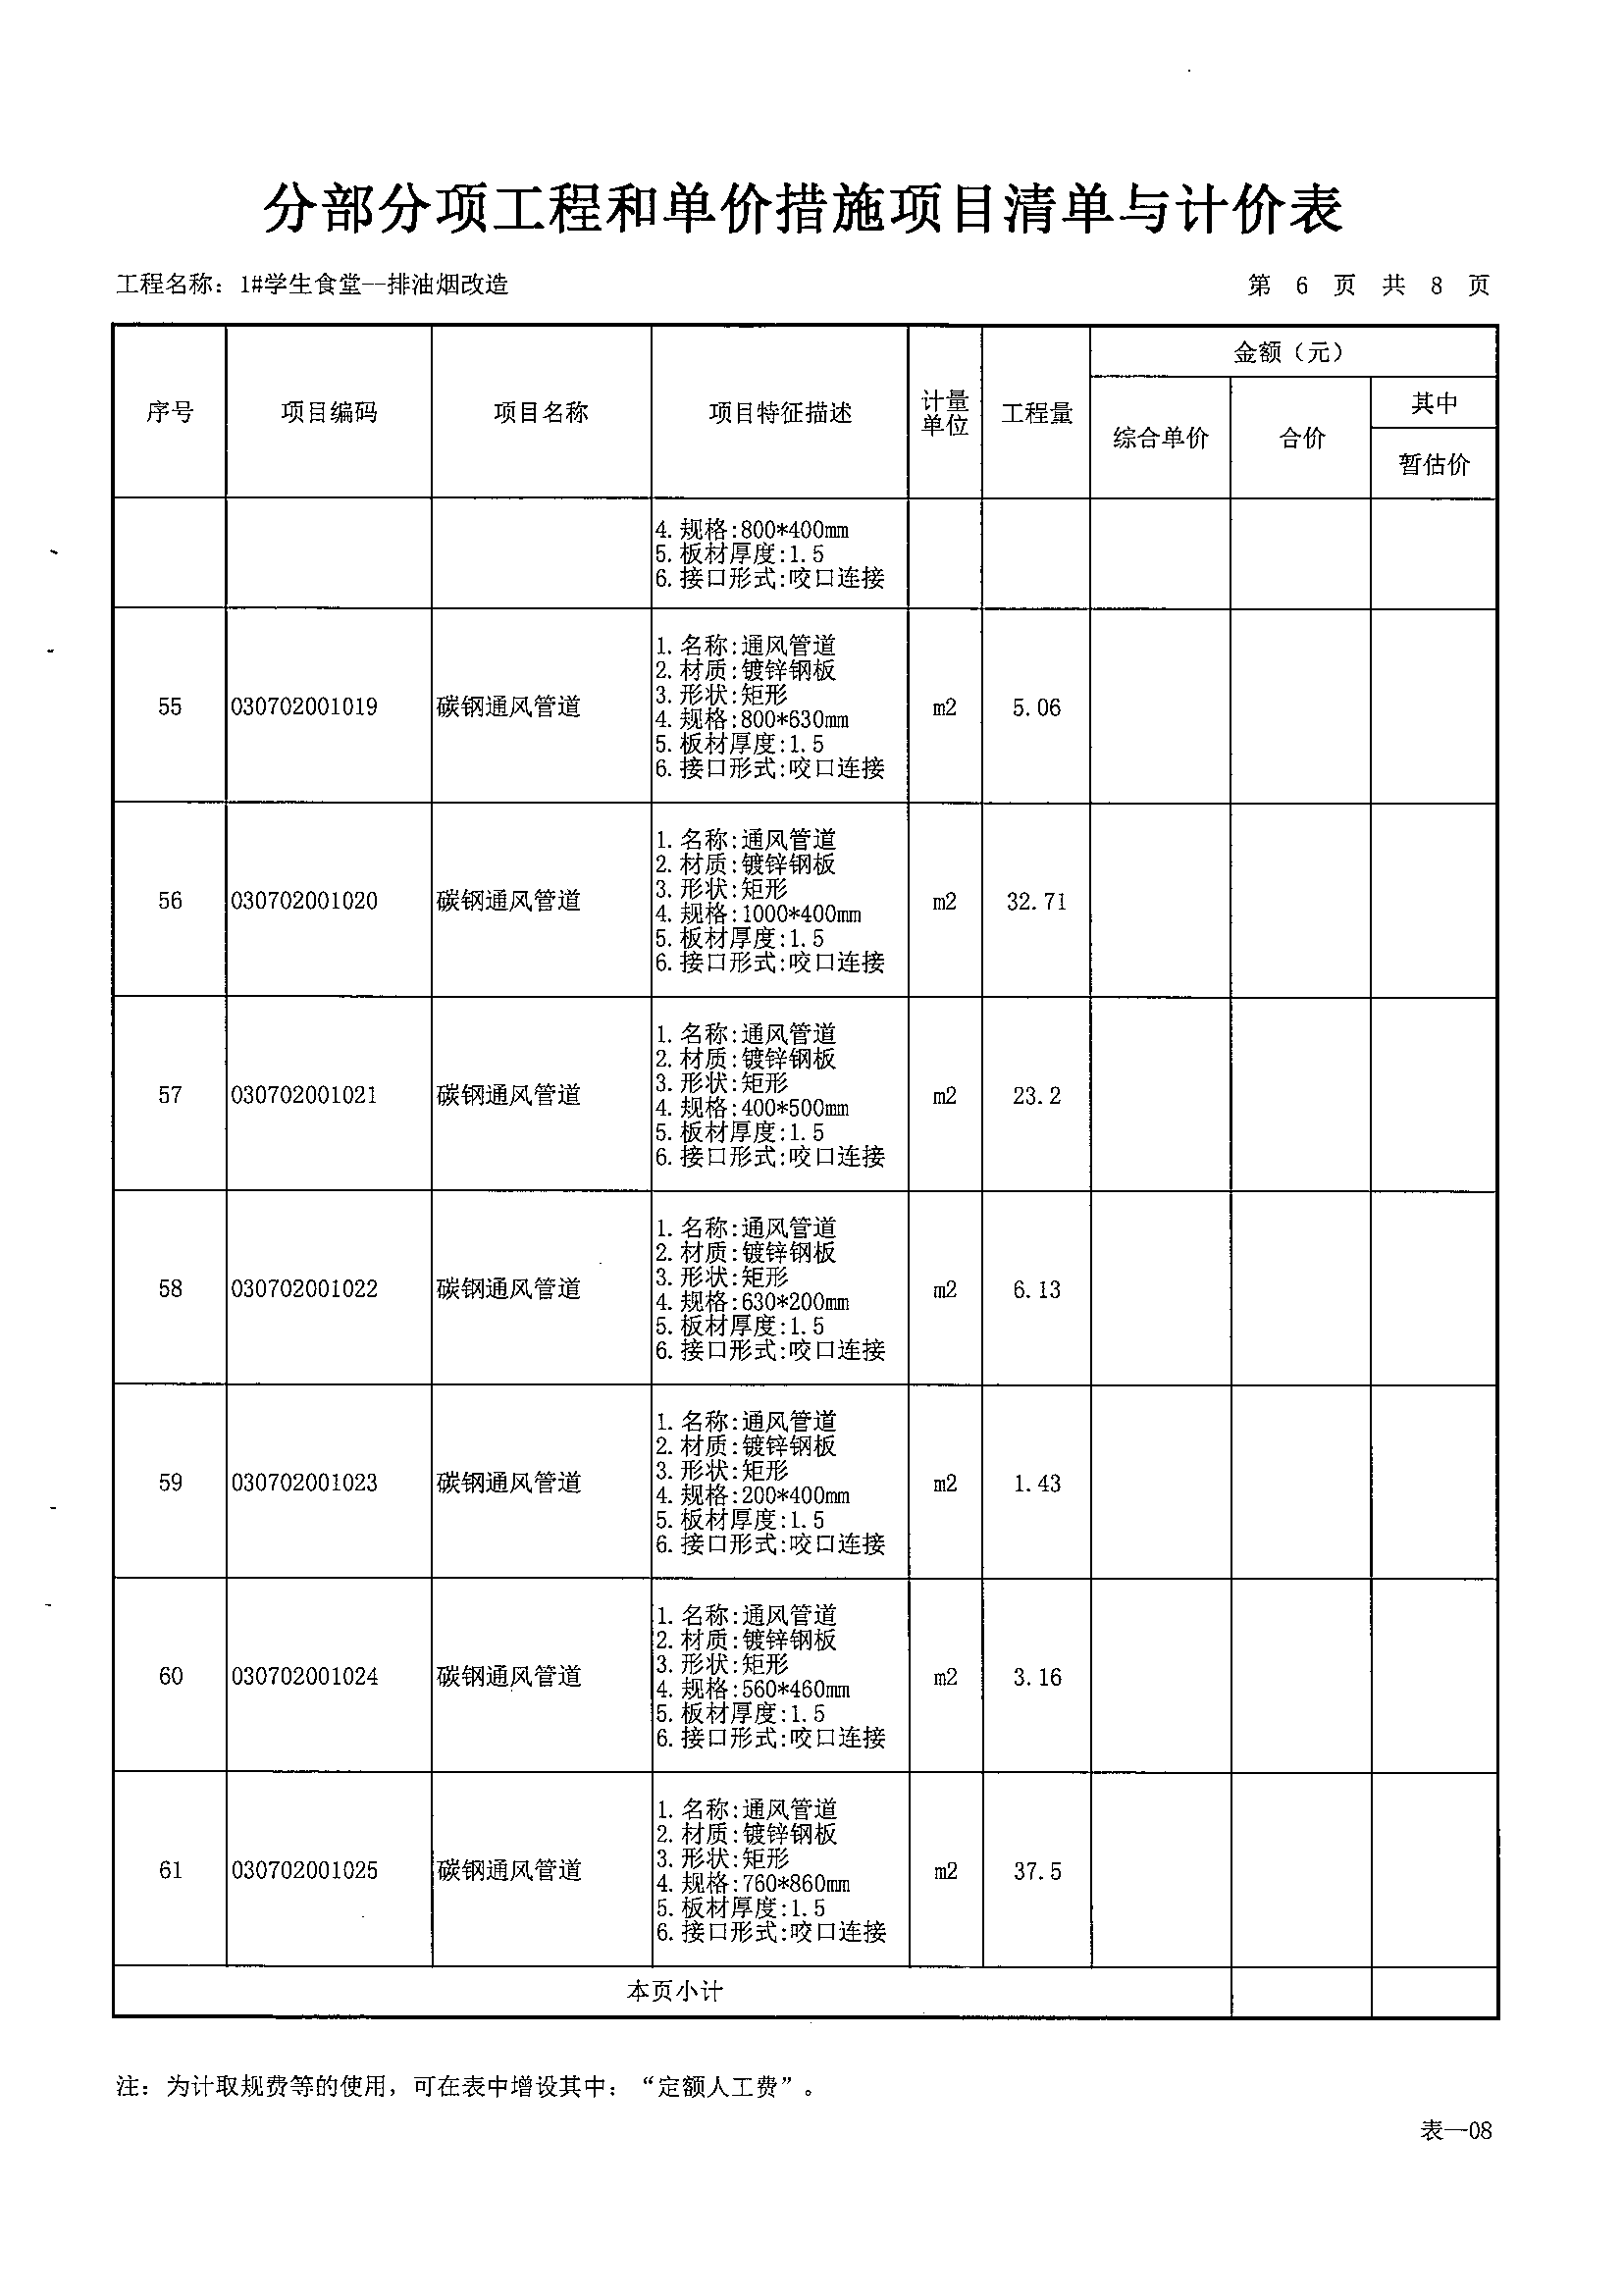 分部分项工程和单价措施项目清单与计价表
工程名称：1#学生食堂--排油烟改造 第 6 页 共 8 页
序号 项目编码 项目名称 项目特征描述 计量单位 工程量 金额（元）
综合单价 合价 其中
暂估价
4.规格:800*400mm
5.板材厚度:1.5
6.接口形式:咬口连接
55 030702001019 碳钢通风管道
1.名称:通风管道
2.材质:镀锌钢板
3.形状:矩形
4.规格:800*630mm
5.板材厚度:1.5
6.接口形式:咬口连接
m2 5.06
56 030702001020 碳钢通风管道
1.名称:通风管道
2.材质:镀锌钢板
3.形状:矩形
4.规格:1000*400mm
5.板材厚度:1.5
6.接口形式:咬口连接
m2 32.71
57 030702001021 碳钢通风管道
1.名称:通风管道
2.材质:镀锌钢板
3.形状:矩形
4.规格:400*500mm
5.板材厚度:1.5
6.接口形式:咬口连接
m2 23.2
58 030702001022 碳钢通风管道
1.名称:通风管道
2.材质:镀锌钢板
3.形状:矩形
4.规格:630*200mm
5.板材厚度:1.5
6.接口形式:咬口连接
m2 6.13
59 030702001023 碳钢通风管道
1.名称:通风管道
2.材质:镀锌钢板
3.形状:矩形
4.规格:200*400mm
5.板材厚度:1.5
6.接口形式:咬口连接
m2 1.43
60 030702001024 碳钢通风管道
1.名称:通风管道
2.材质:镀锌钢板
3.形状:矩形
4.规格:560*460mm
5.板材厚度:1.5
6.接口形式:咬口连接
m2 3.16
61 030702001025 碳钢通风管道
1.名称:通风管道
2.材质:镀锌钢板
3.形状:矩形
4.规格:760*860mm
5.板材厚度:1.5
6.接口形式:咬口连接
m2 37.5
本页小计
注：为计取规费等的使用，可在表中增设其中：“定额人工费”。
表—08